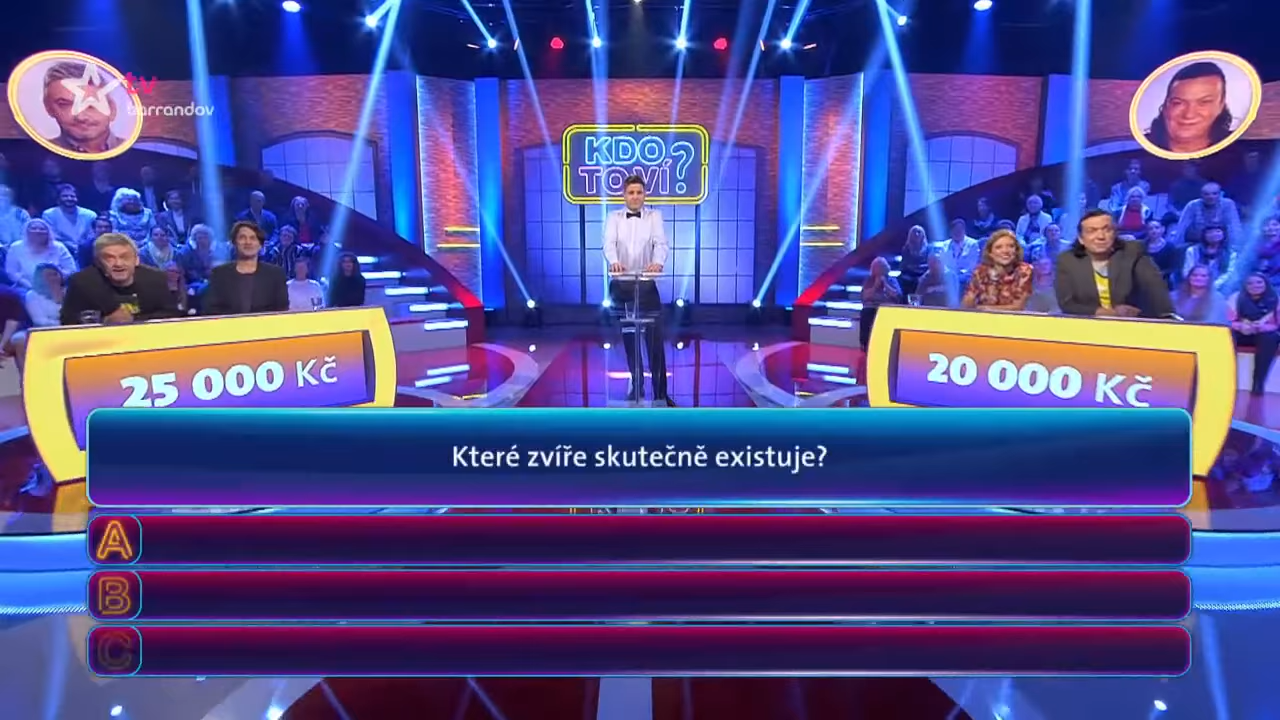 tv
barrandov
KDO
TO VÍ?
25 000 Kč
20 000 Kč
Které zvíře skutečně existuje?
A
B
C